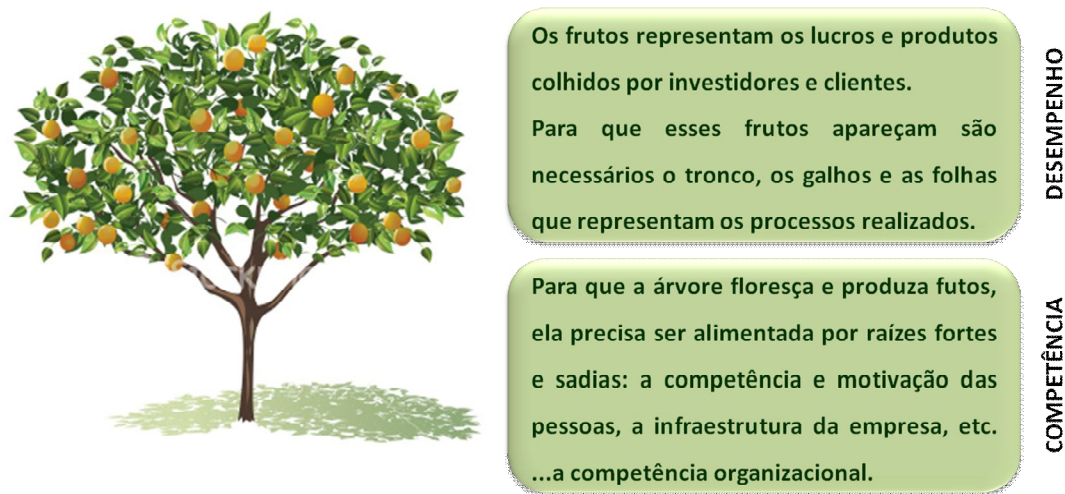 Os frutos representam os lucros e produtos
colhidos por investidores e clientes.
Para que esses frutos apareçam são
necessários o tronco, os galhos e as folhas
que representam os processos realizados.
DESEMPENHO
Para que a árvore floresça e produza futos,
ela precisa ser alimentada por raízes fortes
e sadias: a competência e motivação das
pessoas, a infraestrutura da empresa, etc.
...a competência organizacional.
COMPETÊNCIA